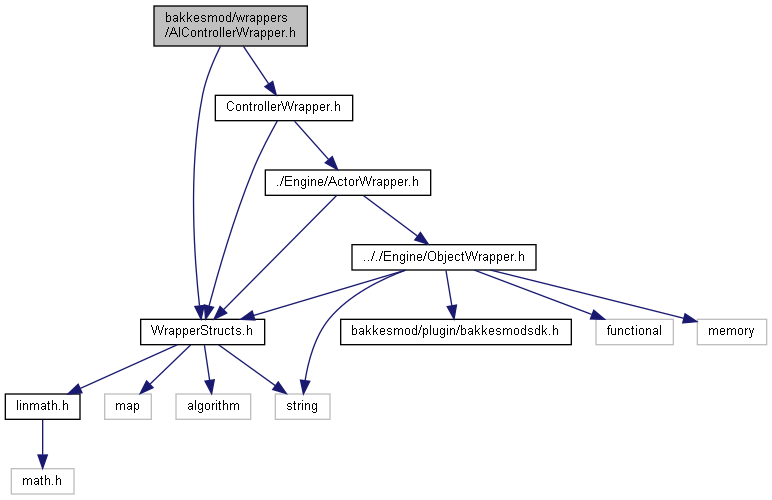 bakkesmod/wrappers
/AIControllerWrapper.h
ControllerWrapper.h
./Engine/ActorWrapper.h
.././Engine/ObjectWrapper.h
WrapperStructs.h
bakkesmod/plugin/bakkesmodsdk.h
functional
memory
linmath.h
map
algorithm
string
math.h